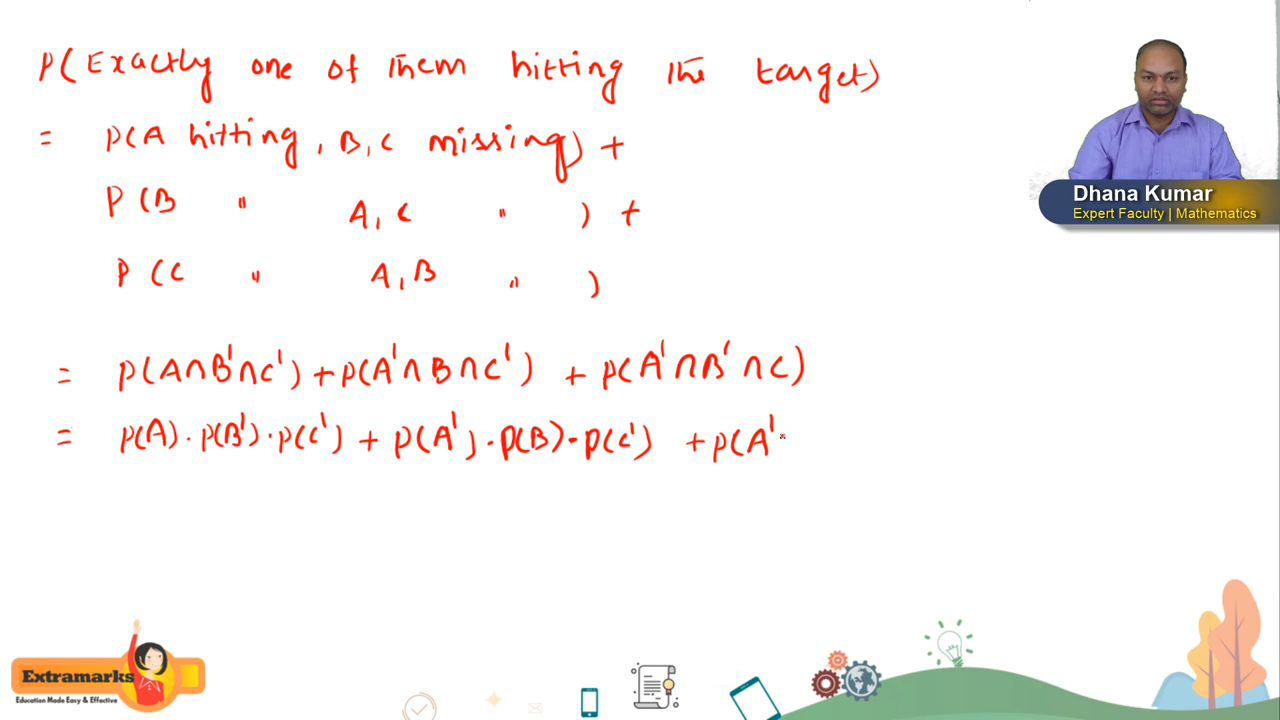 P(Exactly one of them hitting the target)
= P(A hitting, B, C missing) +
P(B " A, C " ) +
P(C " A, B " )
= P(A∩B'∩C') + P(A'∩B∩C') + P(A'∩B'∩C)
= P(A)·P(B')·P(C') + P(A')·P(B)·P(C') + P(A'
Dhana Kumar
Expert Faculty | Mathematics
Extramarks
Education Made Easy & Effective